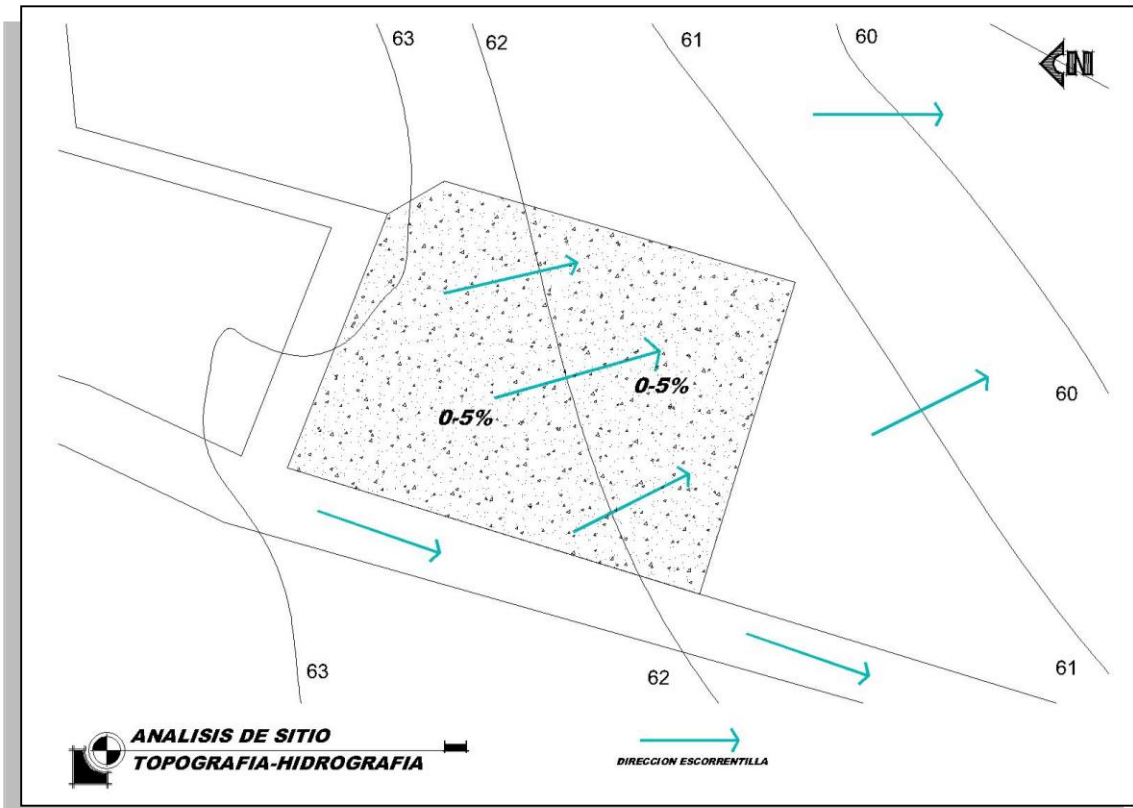 63
62
61
60
N
0-5%
0-5%
60
63
62
61
ANALISIS DE SITIO
TOPOGRAFIA-HIDROGRAFIA
DIRECCION ESCORRENTILLA